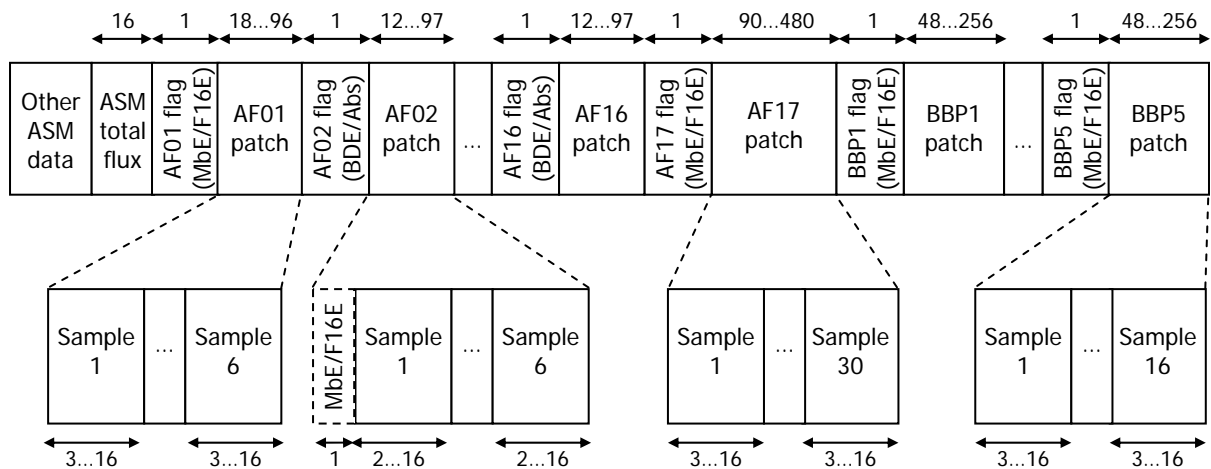 16 1 18...96 1 12...97 1 12...97 1 90...480 1 48...256 1 48...256
Other
ASM
data
ASM
total
flux
AF01 flag
(MbE/F16E)
AF01
patch
AF02 flag
(BDE/Abs)
AF02
patch
...
AF16 flag
(BDE/Abs)
AF16
patch
AF17 flag
(MbE/F16E)
AF17
patch
BBP1 flag
(MbE/F16E)
BBP1
patch
...
BBP5 flag
(MbE/F16E)
BBP5
patch
Sample
1
...
Sample
6
MbE/F16E
Sample
1
...
Sample
6
Sample
1
...
Sample
30
Sample
1
...
Sample
16
3...16 3...16 1 2...16 2...16 3...16 3...16 3...16 3...16